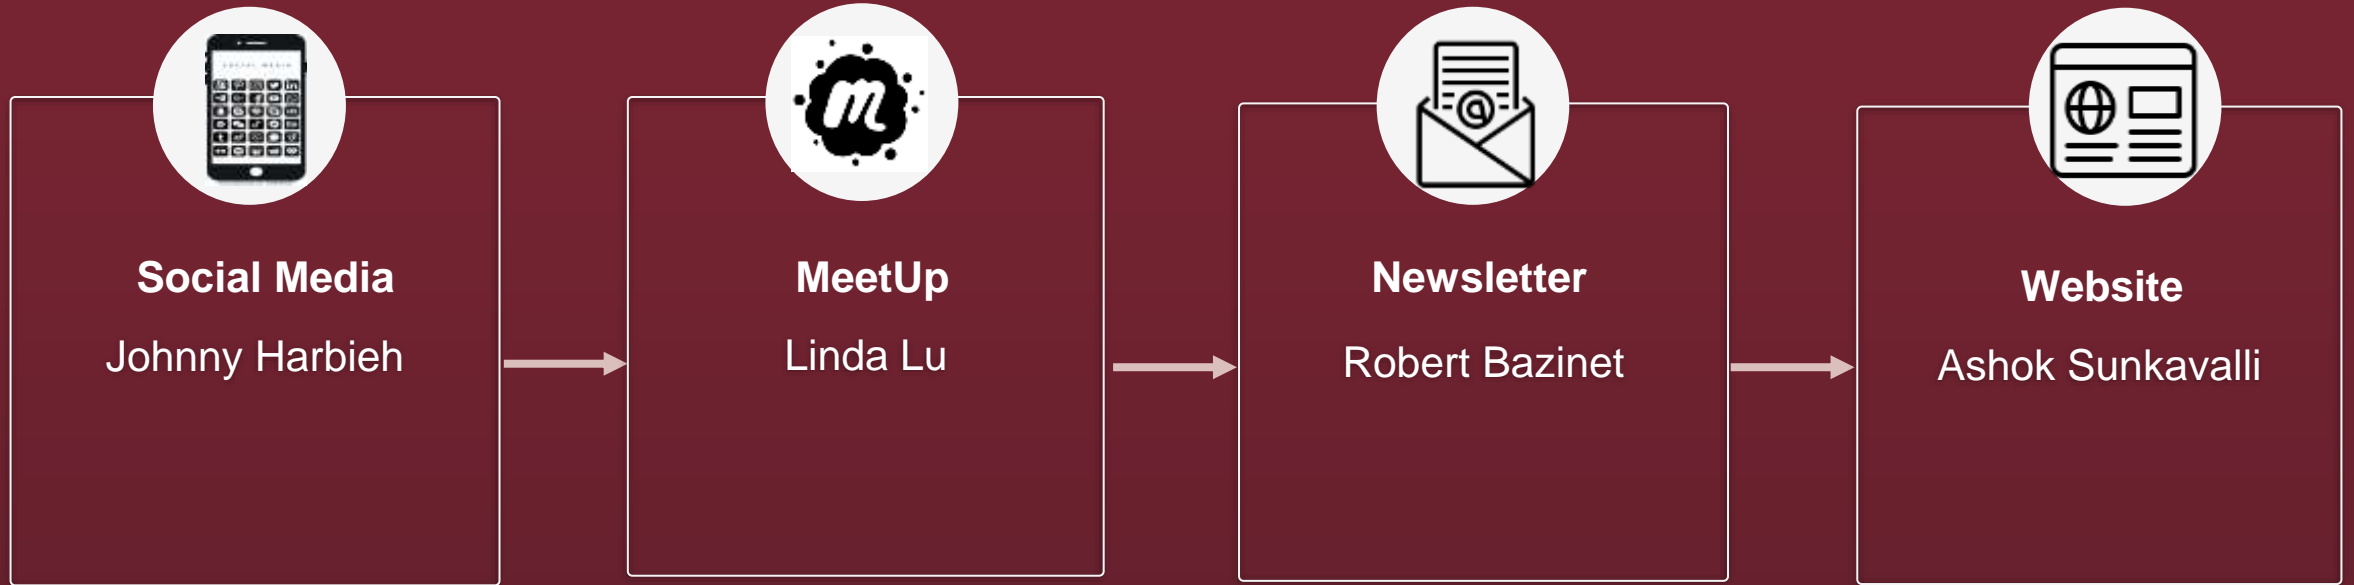 Social Media
Johnny Harbieh
MeetUp
Linda Lu
Newsletter
Robert Bazinet
Website
Ashok Sunkavalli